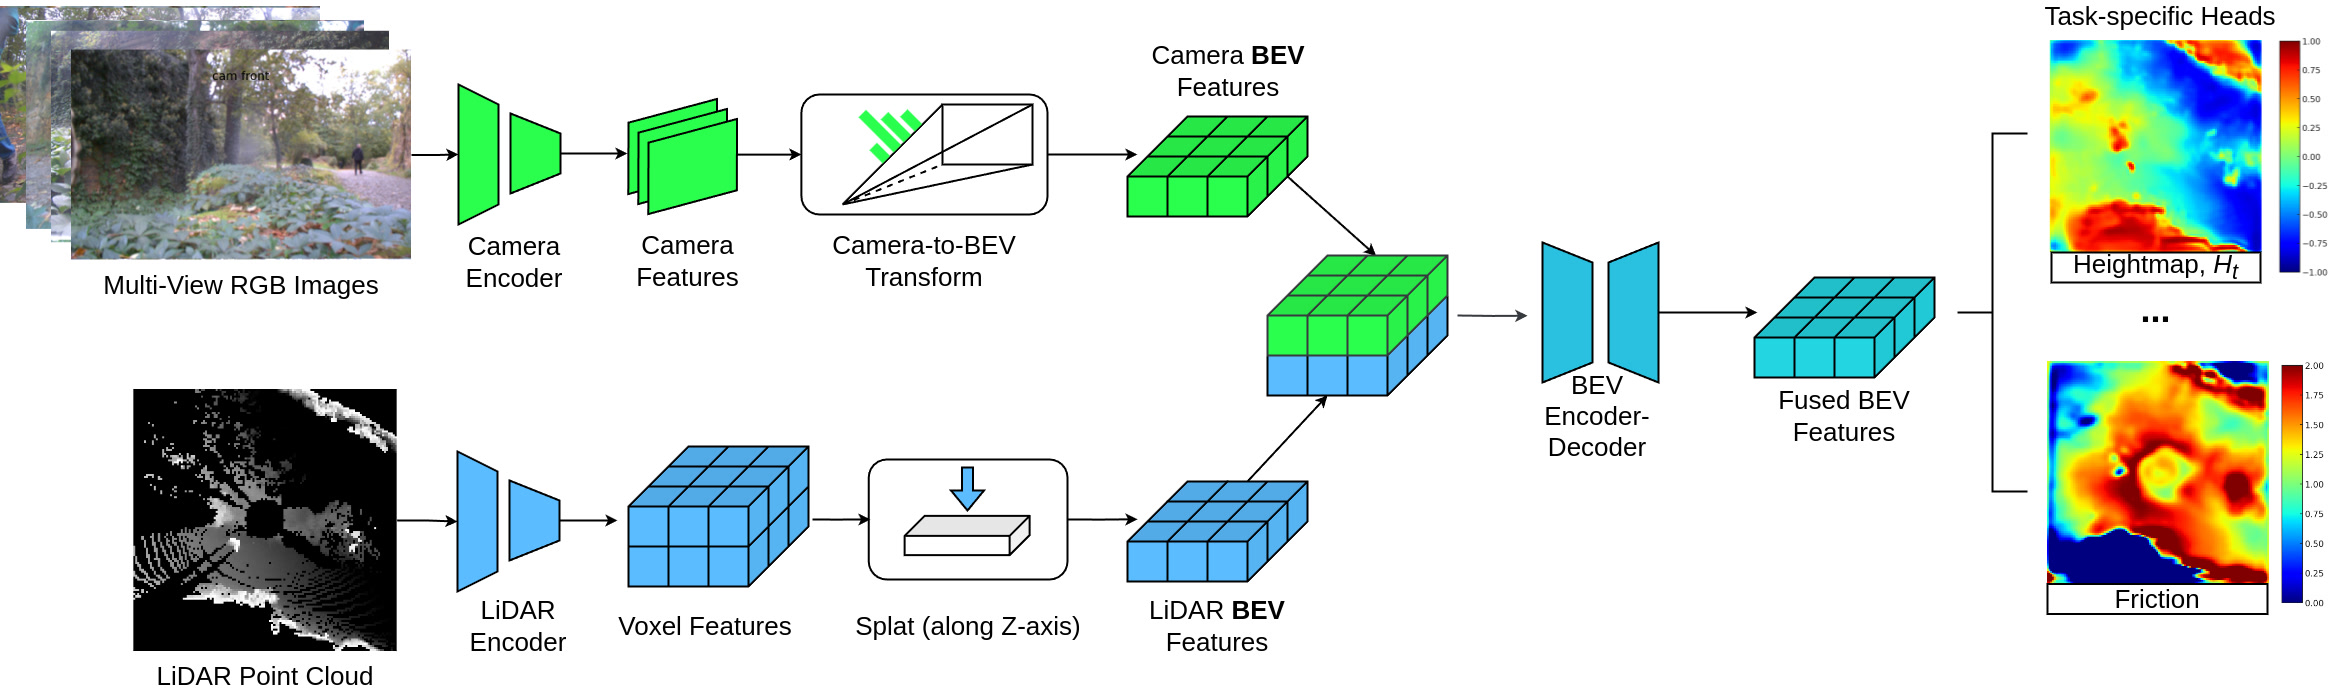 cam front
Multi-View RGB Images
Camera
Encoder
Camera
Features
Camera-to-BEV
Transform
Camera BEV
Features
LiDAR Point Cloud
LiDAR
Encoder
Voxel Features
Splat (along Z-axis)
LiDAR BEV
Features
BEV
Encoder-
Decoder
Fused BEV
Features
Task-specific Heads
1.00
0.75
0.50
0.25
0.00
−0.25
−0.50
−0.75
−1.00
Heightmap, Ht
...
2.00
1.75
1.50
1.25
1.00
0.75
0.50
0.25
0.00
Friction